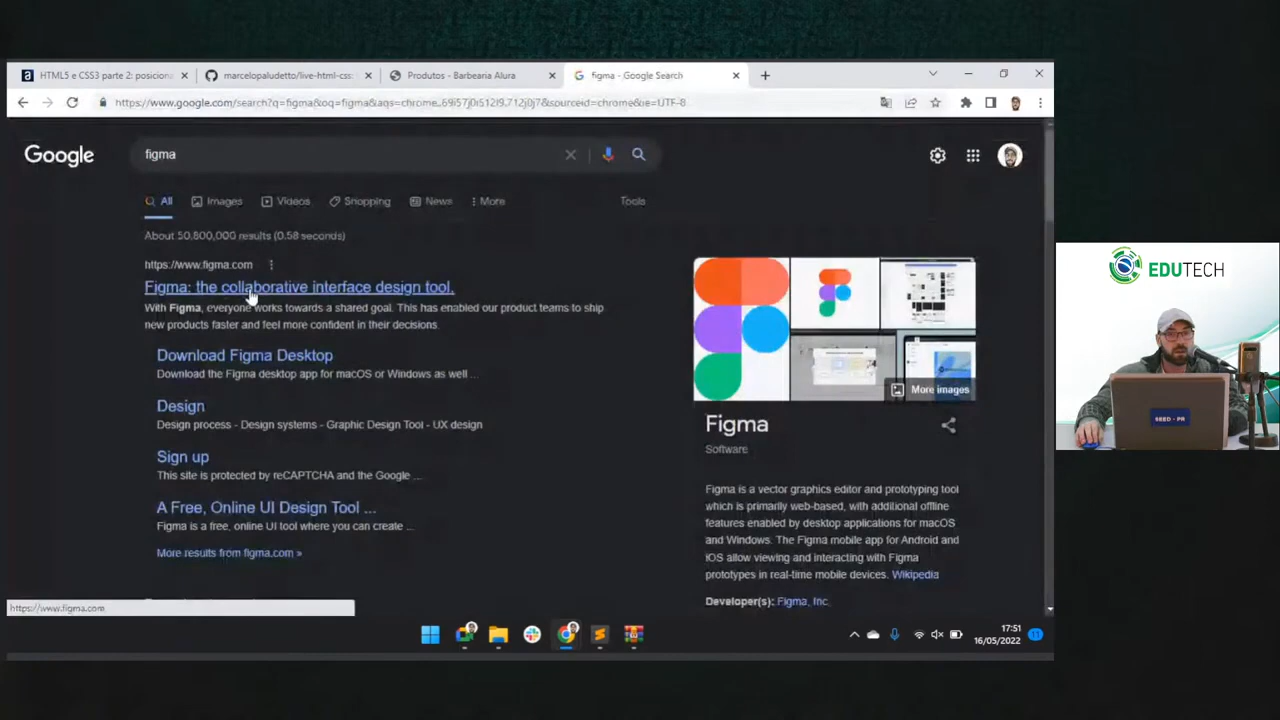 HTML5 e CSS3 parte 2: posicion
marcelopaludetto/live-html-css:
Produtos - Barbearia Alura
figma - Google Search
https://www.google.com/search?q=figma&oq=figma&aqs=chrome..69i57j0i512l9.712j0j7&sourceid=chrome&ie=UTF-8
Google
figma
All
Images
Videos
Shopping
News
More
Tools
About 50,800,000 results (0.58 seconds)
https://www.figma.com
Figma: the collaborative interface design tool.
With Figma, everyone works towards a shared goal. This has enabled our product teams to ship
new products faster and feel more confident in their decisions.
Download Figma Desktop
Download the Figma desktop app for macOS or Windows as well ...
Design
Design process - Design systems - Graphic Design Tool - UX design
Sign up
This site is protected by reCAPTCHA and the Google ...
A Free, Online UI Design Tool ...
Figma is a free, online UI tool where you can create ...
More results from figma.com »
More images
Figma
Software
Figma is a vector graphics editor and prototyping tool
which is primarily web-based, with additional offline
features enabled by desktop applications for macOS
and Windows. The Figma mobile app for Android and
iOS allow viewing and interacting with Figma
prototypes in real-time mobile devices. Wikipedia
Developer(s): Figma, Inc.
https://www.figma.com
17:51
16/05/2022
EDUTECH
SEED - PR